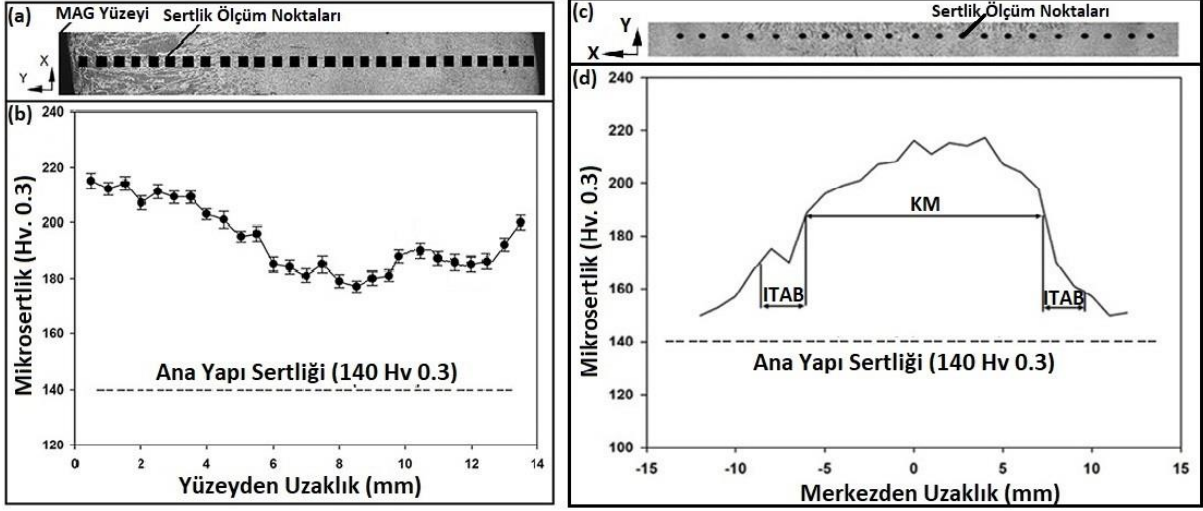 (a)
MAG Yüzeyi
Sertlik Ölçüm Noktaları
X
Y
(b)
Mikrosertlik (Hv. 0.3)
240
220
200
180
160
140
120
Ana Yapı Sertliği (140 Hv 0.3)
0 2 4 6 8 10 12 14
Yüzeyden Uzaklık (mm)
(c)
Sertlik Ölçüm Noktaları
Y
X
(d)
Mikrosertlik (Hv. 0.3)
240
220
200
180
160
140
120
100
KM
ITAB
ITAB
Ana Yapı Sertliği (140 Hv 0.3)
-15 -10 -5 0 5 10 15
Merkezden Uzaklık (mm)